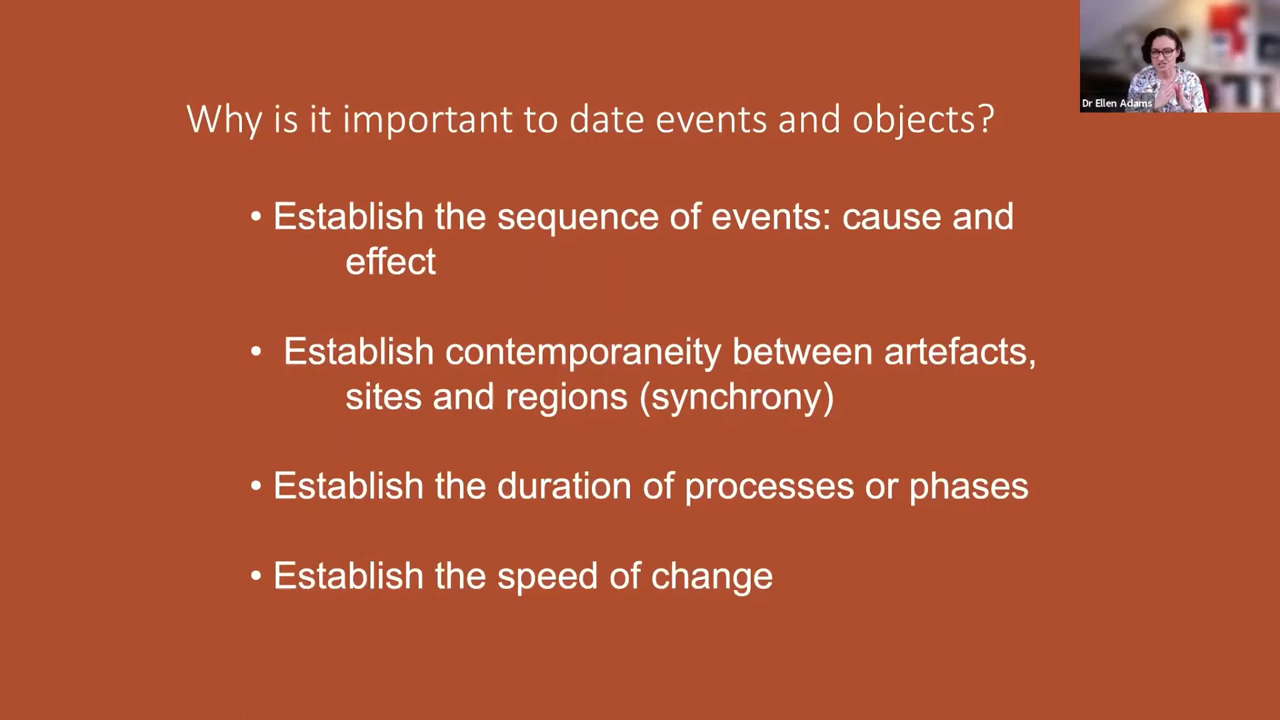 Dr Ellen Adams
Why is it important to date events and objects?
• Establish the sequence of events: cause and
effect
• Establish contemporaneity between artefacts,
sites and regions (synchrony)
• Establish the duration of processes or phases
• Establish the speed of change